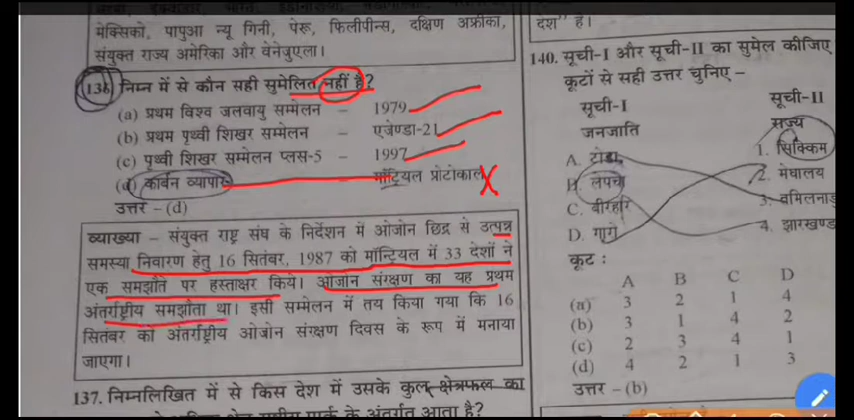 मेक्सिको, पापुआ न्यू गिनी, पेरू, फिलीपीन्स, दक्षिण अफ्रीका,
संयुक्त राज्य अमेरिका और वेनेजुएला।
136. निम्न में से कौन सही सुमेलित नहीं है?
(a) प्रथम विश्व जलवायु सम्मेलन – 1979
(b) प्रथम पृथ्वी शिखर सम्मेलन – एजेण्डा-21
(c) पृथ्वी शिखर सम्मेलन प्लस-5 – 1997
(d) कार्बन व्यापार मॉण्ट्रियल प्रोटोकाल
उत्तर –(d)
व्याख्या – संयुक्त राष्ट्र संघ के निर्देशन में ओजोन छिद्र से उत्पन्न
समस्या निवारण हेतु 16 सितंबर, 1987 को मॉन्ट्रियल में 33 देशों ने
एक समझौते पर हस्ताक्षर किये। ओजोन संरक्षण का यह प्रथम
अंतर्राष्ट्रीय समझौता था। इसी सम्मेलन में तय किया गया कि 16
सितंबर को अंतर्राष्ट्रीय ओजोन संरक्षण दिवस के रूप में मनाया
जाएगा।
137. निम्नलिखित में से किस देश में उसके कुल क्षेत्रफल का
के अंतर्गत आता है?
देश" है।
140. सूची-I और सूची-II का सुमेल कीजिए
कूटों से सही उत्तर चुनिए –
सूची-I सूची-II
जनजाति राज्य
A. टोडा 1. सिक्किम
B. लेपचा 2. मेघालय
C. बीरहोर 3. तमिलनाडु
D. गारो 4. झारखण्ड
कूट :
A B C D
(a) 3 2 1 4
(b) 3 1 4 2
(c) 2 3 4 1
(d) 4 2 1 3
उत्तर –(b)